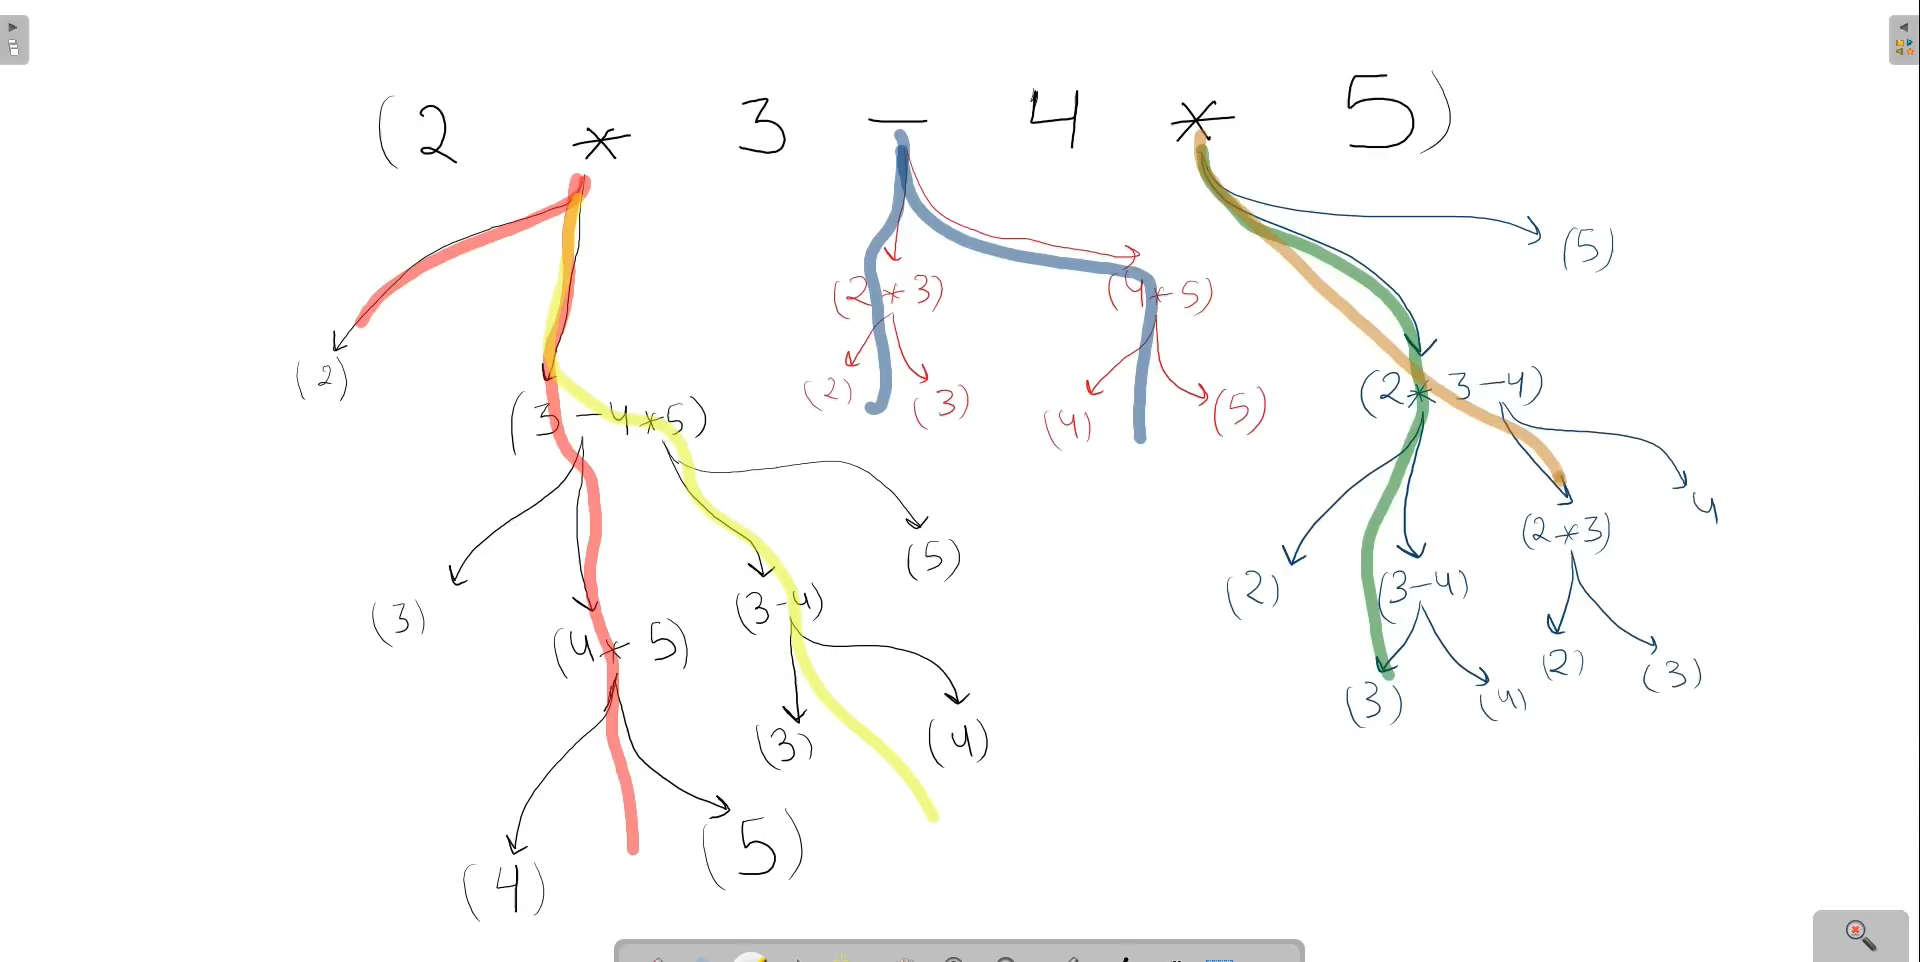 (2 * 3 − 4 * 5)
(5)
(2 * 3) (4 * 5)
(2) (2 * 3 − 4)
(2) (3) (3 − 4 * 5) (4) (5)
4
(5) (2 * 3)
(3) (3 − 4) (2) (3 − 4)
(4 * 5) (2) (3)
(3) (4) (3) (4)
(4) (5)